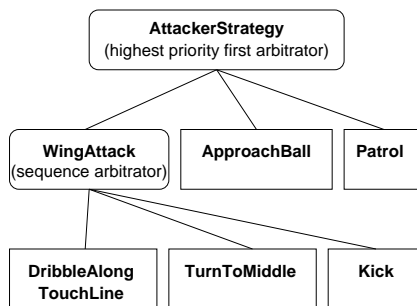 AttackerStrategy
(highest priority first arbitrator)
WingAttack
(sequence arbitrator)
ApproachBall
Patrol
DribbleAlong
TouchLine
TurnToMiddle
Kick